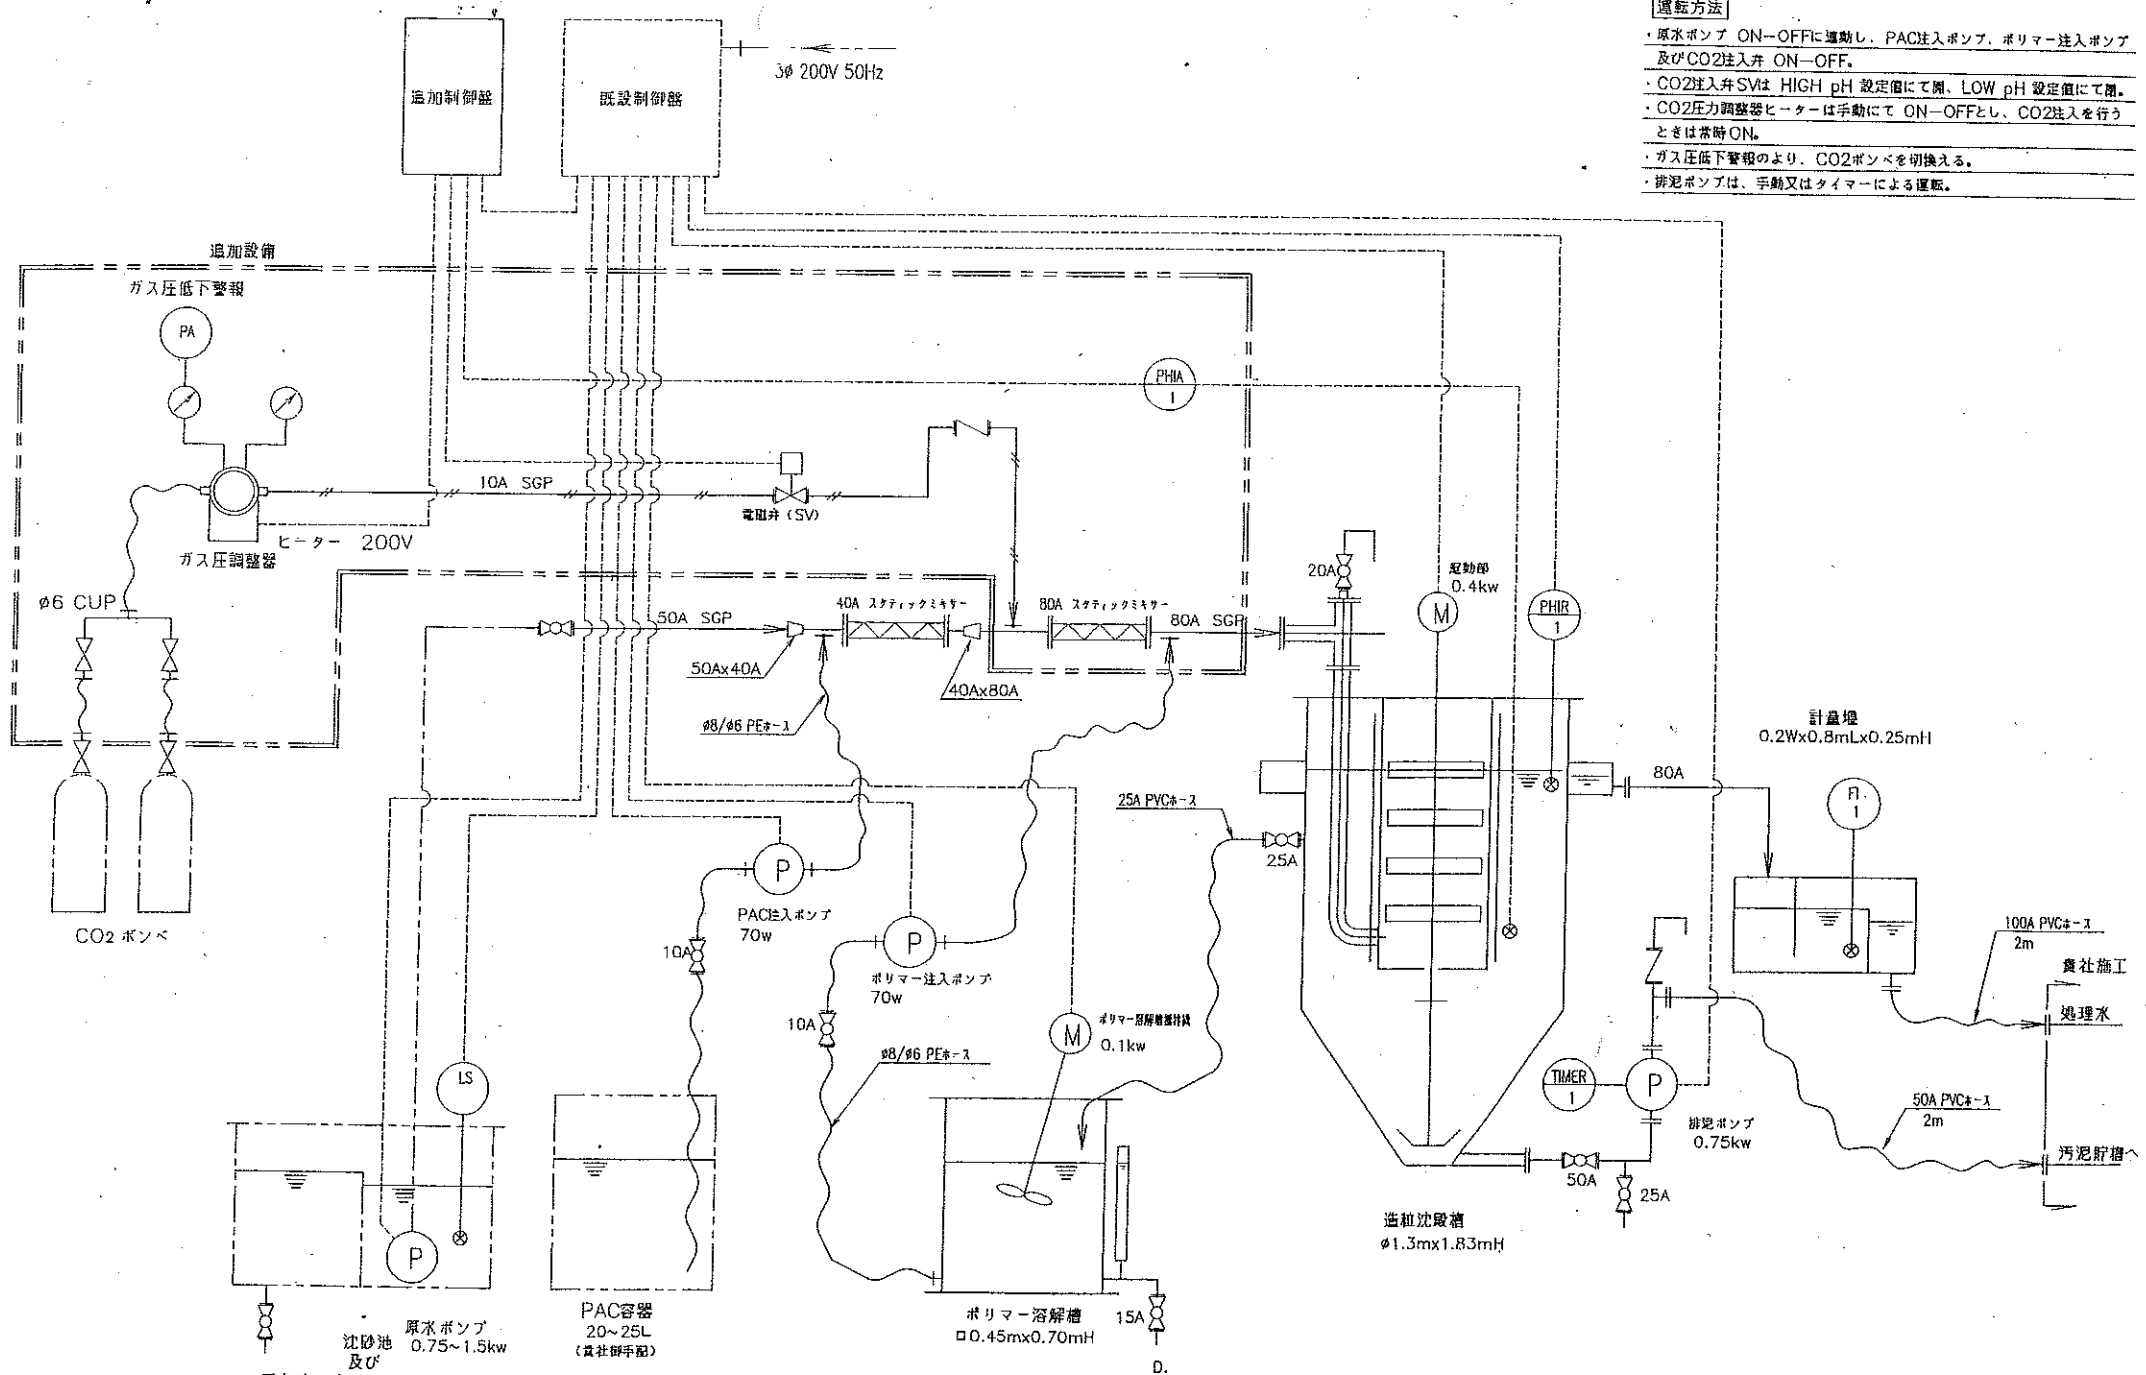 運転方法
・原水ポンプ ON-OFFに連動し、PAC注入ポンプ、ポリマー注入ポンプ
及びCO2注入弁 ON-OFF。
・CO2注入弁SVは HIGH pH 設定値にて開、LOW pH 設定値にて閉。
・CO2圧力調整器ヒーターは手動にて ON-OFFとし、CO2注入を行う
ときは常時ON。
・ガス圧低下警報のより、CO2ボンベを切換える。
・排泥ポンプは、手動又はタイマーによる運転。
追加制御盤
既設制御盤
3φ 200V 50Hz
追加設備
ガス圧低下警報
PA
PHIA
1
10A SGP
電磁弁(SV)
ヒーター 200V
ガス圧調整器
φ6 CUP
50A SGP
40A スタティックミキサー
80A スタティックミキサー
80A SGP
50Ax40A
40Ax80A
φ8/φ6 PEホース
20A
駆動部
0.4kw
M
PHIR
1
計量堰
0.2Wx0.8mLx0.25mH
80A
FI
1
25A PVCホース
25A
CO2 ボンベ
P
PAC注入ポンプ
70w
10A
P
ポリマー注入ポンプ
70w
10A
φ8/φ6 PEホース
M
0.1kw
100A PVCホース
2m
貴社施工
処理水
LS
TIMER
1
P
排泥ポンプ
0.75kw
50A PVCホース
2m
汚泥貯槽へ
50A
25A
造粒沈殿槽
φ1.3mx1.83mH
P
沈砂池
及び
原水ポンプ
0.75~1.5kw
PAC容器
20~25L
(貴社御手配)
ポリマー溶解槽
□0.45mx0.70mH
15A
D.